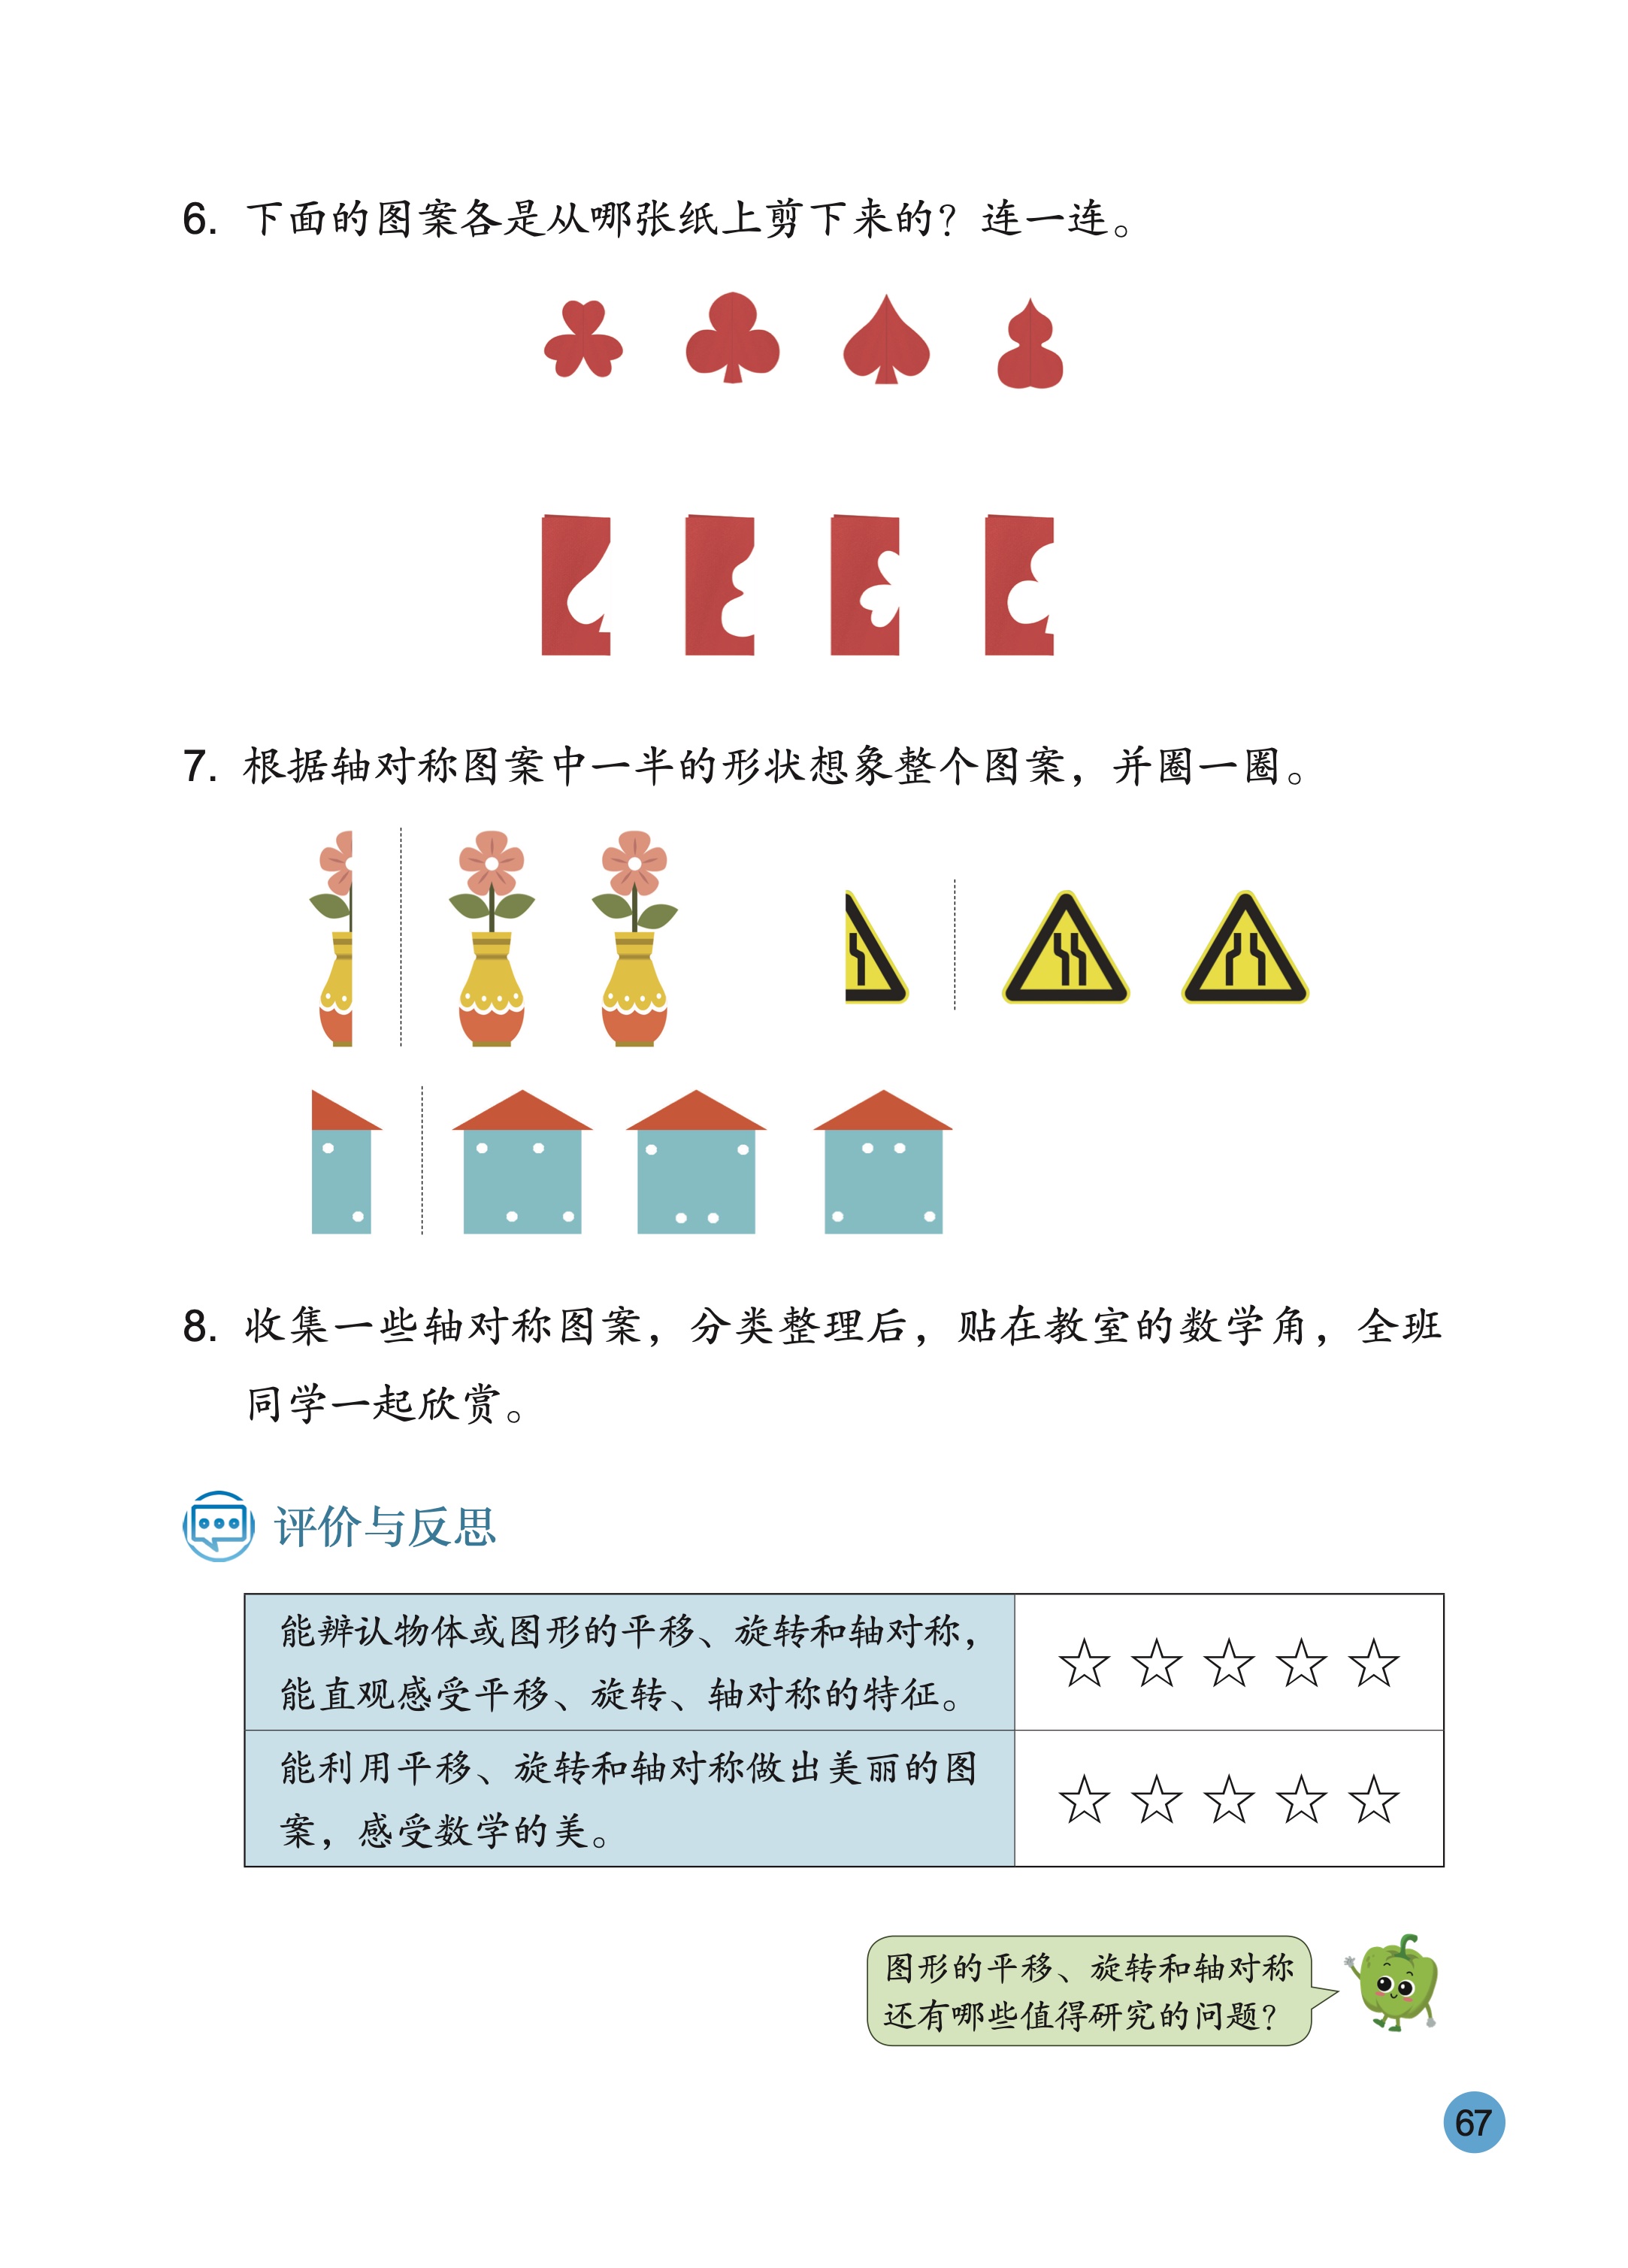 6. 下面的图案各是从哪张纸上剪下来的？连一连。
7. 根据轴对称图案中一半的形状想象整个图案，并圈一圈。
8. 收集一些轴对称图案，分类整理后，贴在教室的数学角，全班
同学一起欣赏。
评价与反思
能辨认物体或图形的平移、旋转和轴对称，
能直观感受平移、旋转、轴对称的特征。
☆ ☆ ☆ ☆ ☆
能利用平移、旋转和轴对称做出美丽的图
案，感受数学的美。
☆ ☆ ☆ ☆ ☆
图形的平移、旋转和轴对称
还有哪些值得研究的问题？
67